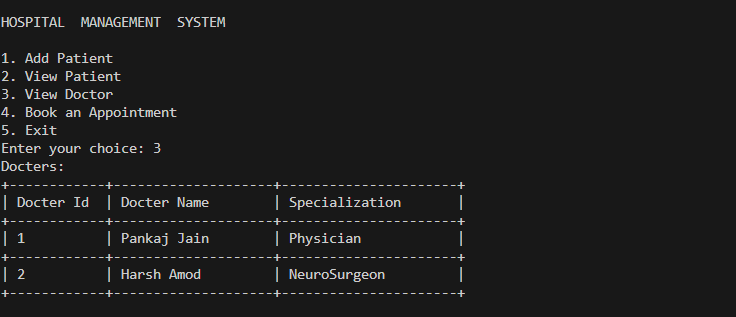 HOSPITAL  MANAGEMENT  SYSTEM
1. Add Patient
2. View Patient
3. View Doctor
4. Book an Appointment
5. Exit
Enter your choice: 3
Docters:
+------------+--------------------+----------------------+
| Docter Id  | Docter Name        | Specialization       |
+------------+--------------------+----------------------+
| 1          | Pankaj Jain        | Physician            |
+------------+--------------------+----------------------+
| 2          | Harsh Amod         | NeuroSurgeon         |
+------------+--------------------+----------------------+